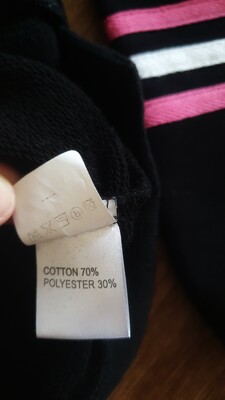 COTTON 70%
POLYESTER 30%